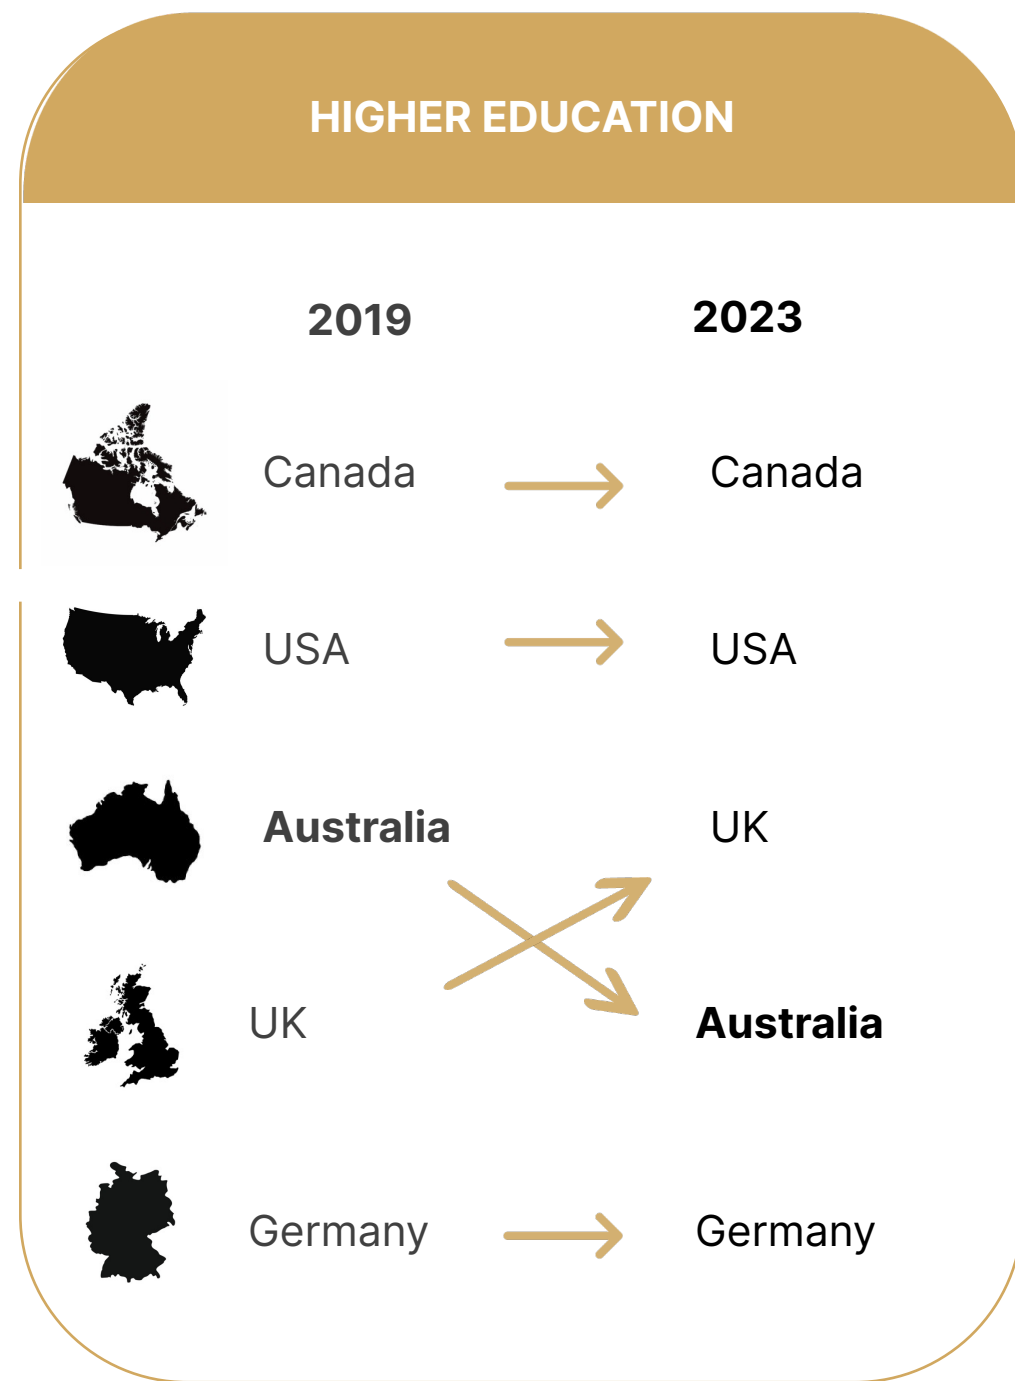 HIGHER EDUCATION
2019 2023
Canada Canada
USA USA
Australia UK
UK Australia
Germany Germany